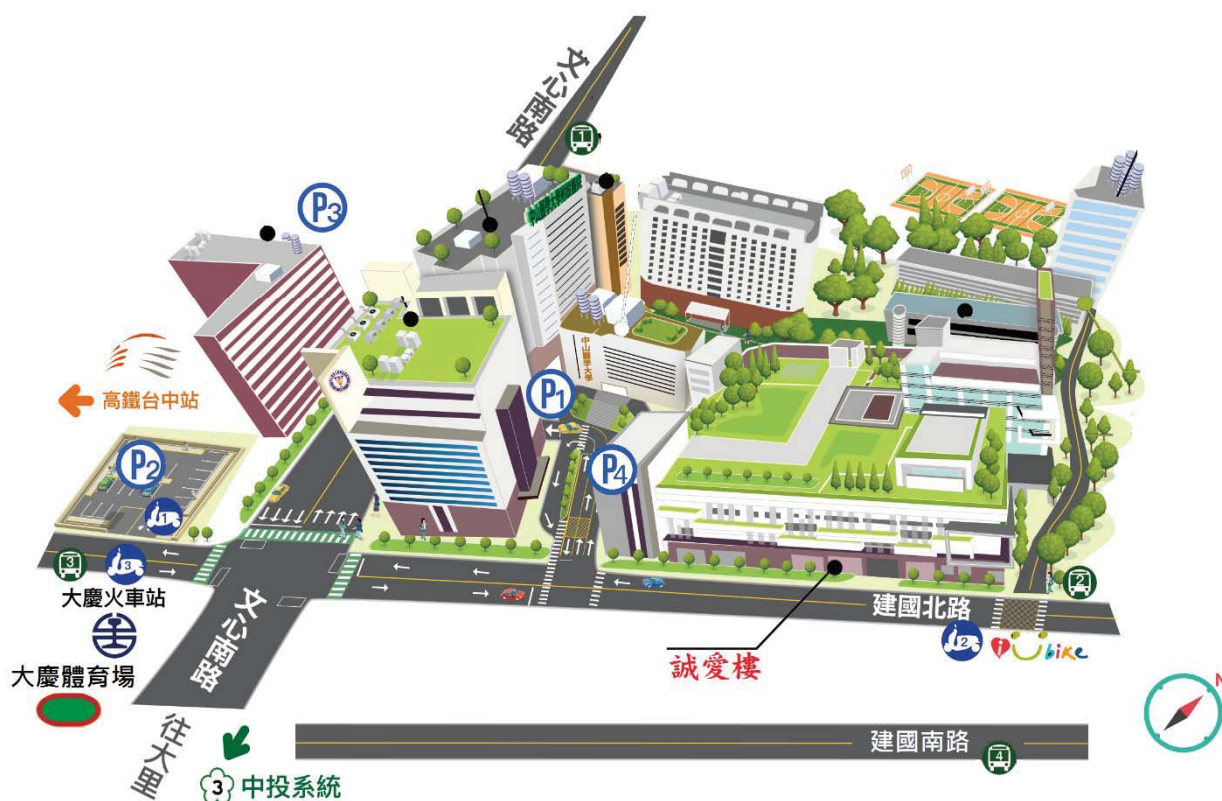 文心南路
1
P3
中山醫學大學
高鐵台中站
P1
P2
P4
1
3
3
大慶火車站
2
建國北路
文心南路
2
i Ubike
誠愛樓
大慶體育場
N
往大里
建國南路
4
3 中投系統